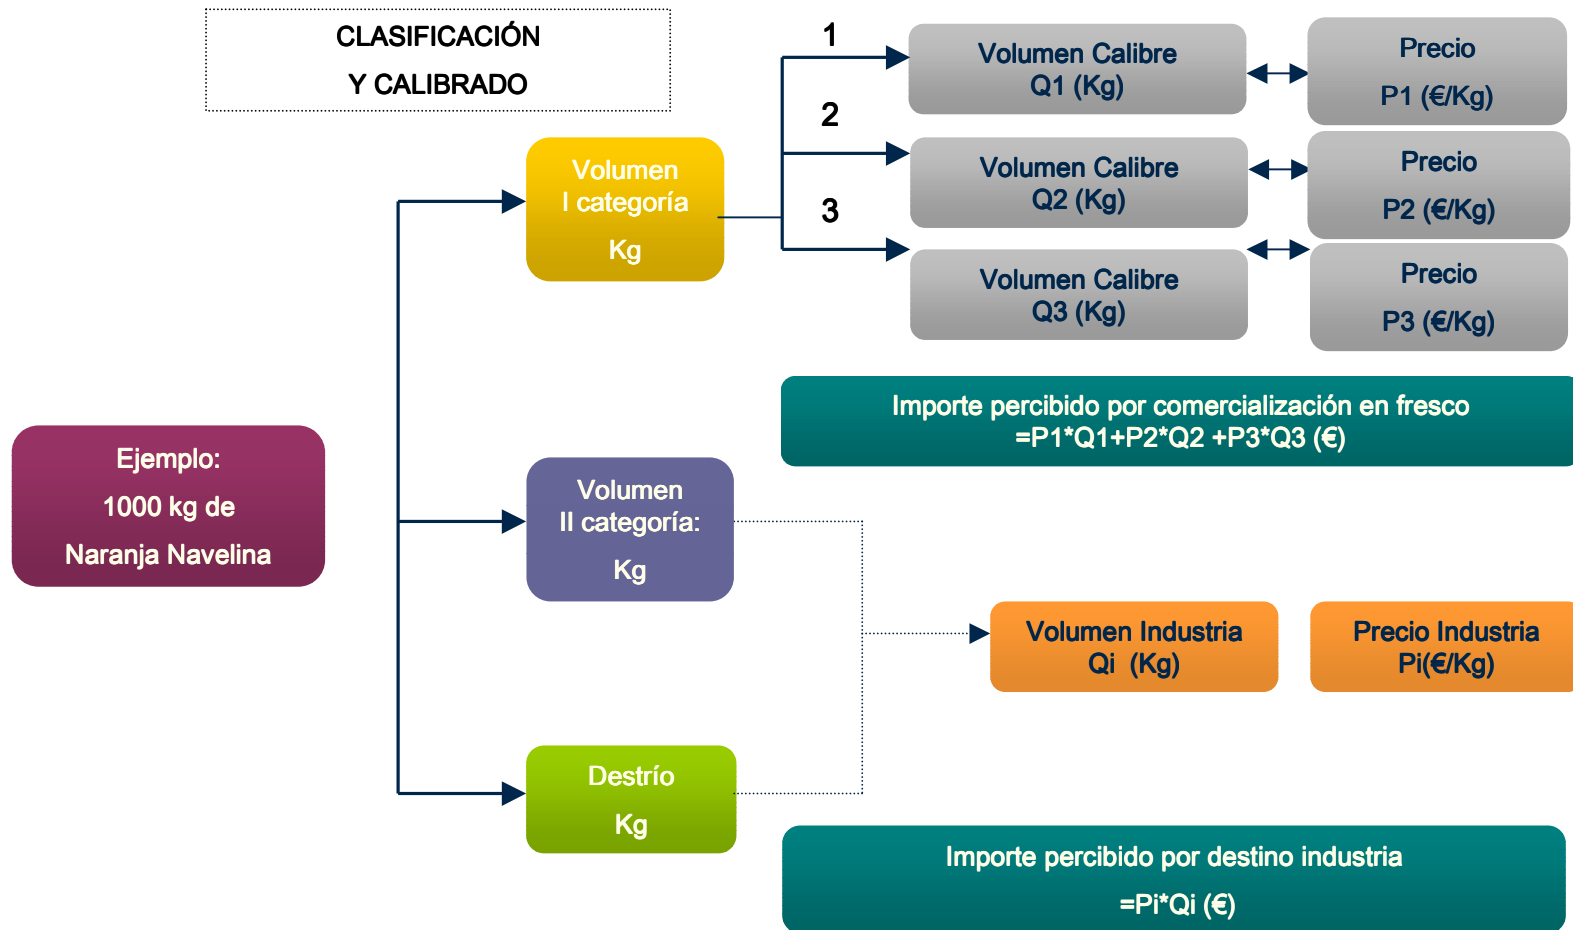 CLASIFICACIÓN
Y CALIBRADO
1
2
3
Volumen Calibre
Q1 (Kg)
Precio
P1 (€/Kg)
Volumen Calibre
Q2 (Kg)
Precio
P2 (€/Kg)
Volumen Calibre
Q3 (Kg)
Precio
P3 (€/Kg)
Volumen
I categoría
Kg
Importe percibido por comercialización en fresco
=P1*Q1+P2*Q2 +P3*Q3 (€)
Ejemplo:
1000 kg de
Naranja Navelina
Volumen
II categoría:
Kg
Volumen Industria
Qi (Kg)
Precio Industria
Pi(€/Kg)
Destrío
Kg
Importe percibido por destino industria
=Pi*Qi (€)